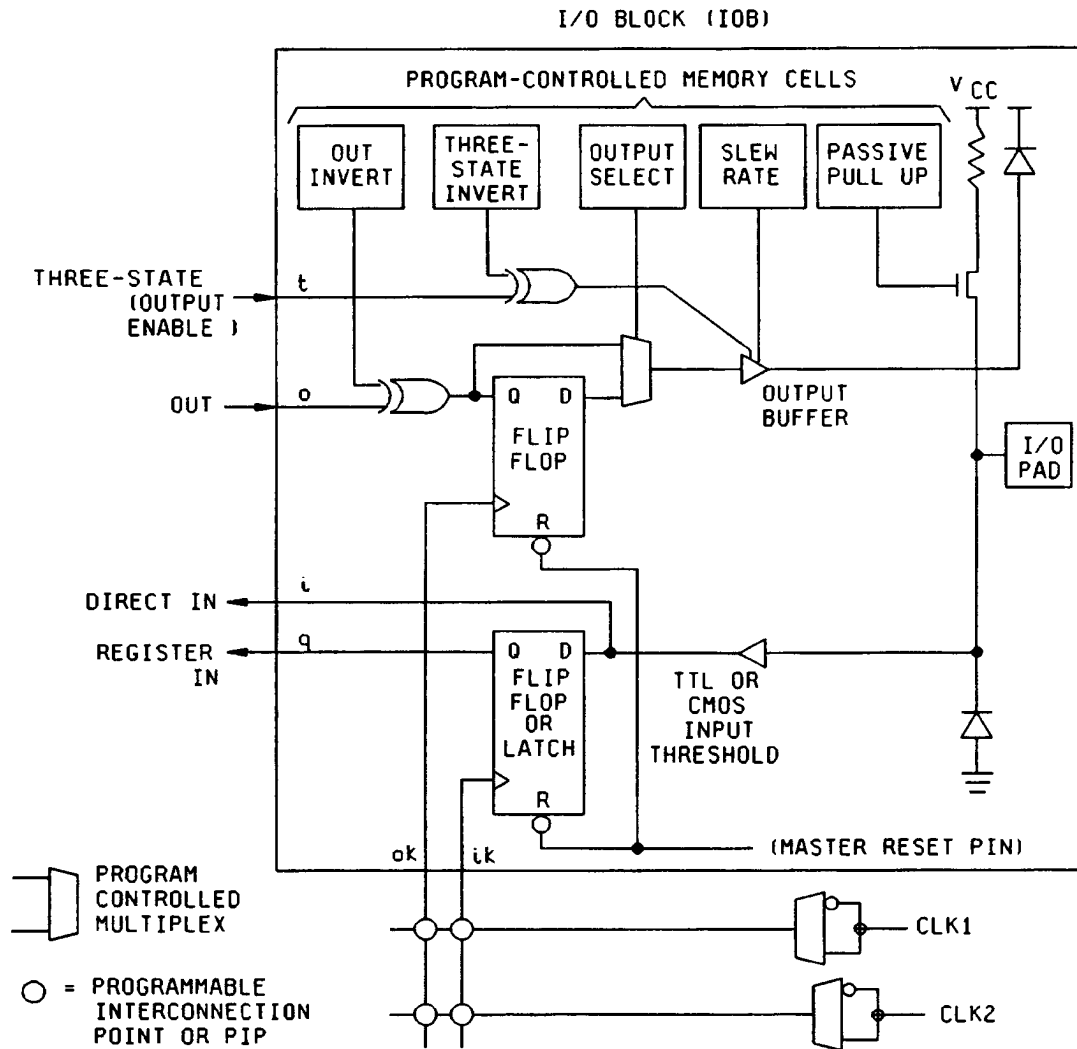 I/O BLOCK (IOB)
PROGRAM-CONTROLLED MEMORY CELLS
VCC
OUT
INVERT
THREE-
STATE
INVERT
OUTPUT
SELECT
SLEW
RATE
PASSIVE
PULL UP
THREE-STATE
(OUTPUT
ENABLE )
t
OUT
o
Q D
FLIP
FLOP
R
OUTPUT
BUFFER
I/O
PAD
DIRECT IN
i
REGISTER
IN
q
Q D
FLIP
FLOP
OR
LATCH
R
TTL OR
CMOS
INPUT
THRESHOLD
ok
ik
(MASTER RESET PIN)
PROGRAM
CONTROLLED
MULTIPLEX
CLK1
= PROGRAMMABLE
INTERCONNECTION
POINT OR PIP
CLK2